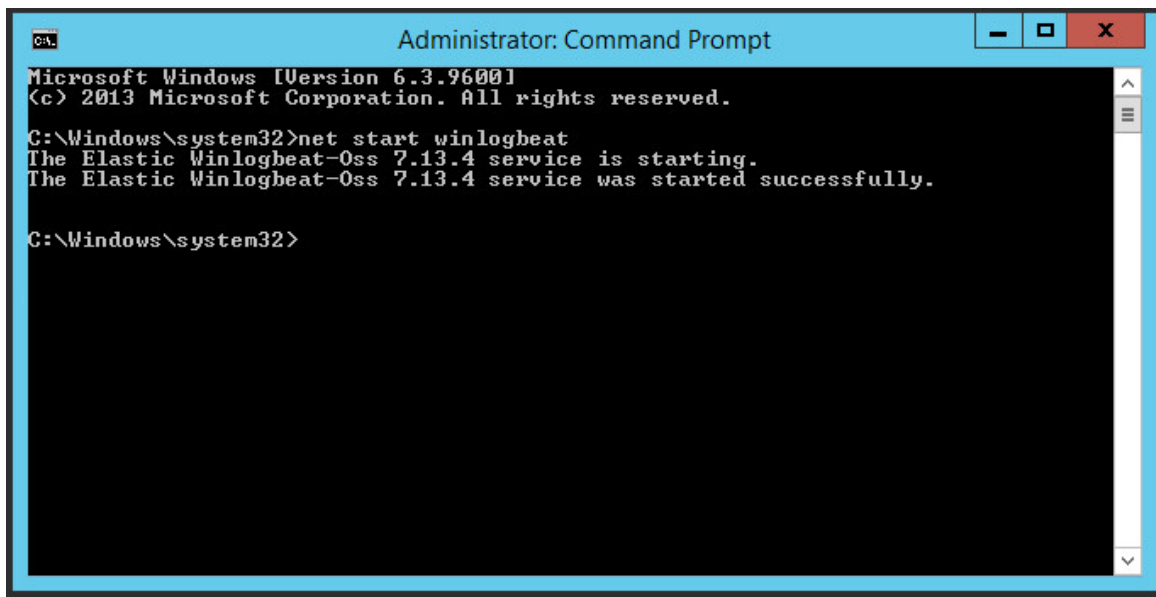 Administrator: Command Prompt
Microsoft Windows [Version 6.3.9600]
(c) 2013 Microsoft Corporation. All rights reserved.
C:\Windows\system32>net start winlogbeat
The Elastic Winlogbeat-Oss 7.13.4 service is starting.
The Elastic Winlogbeat-Oss 7.13.4 service was started successfully.
C:\Windows\system32>